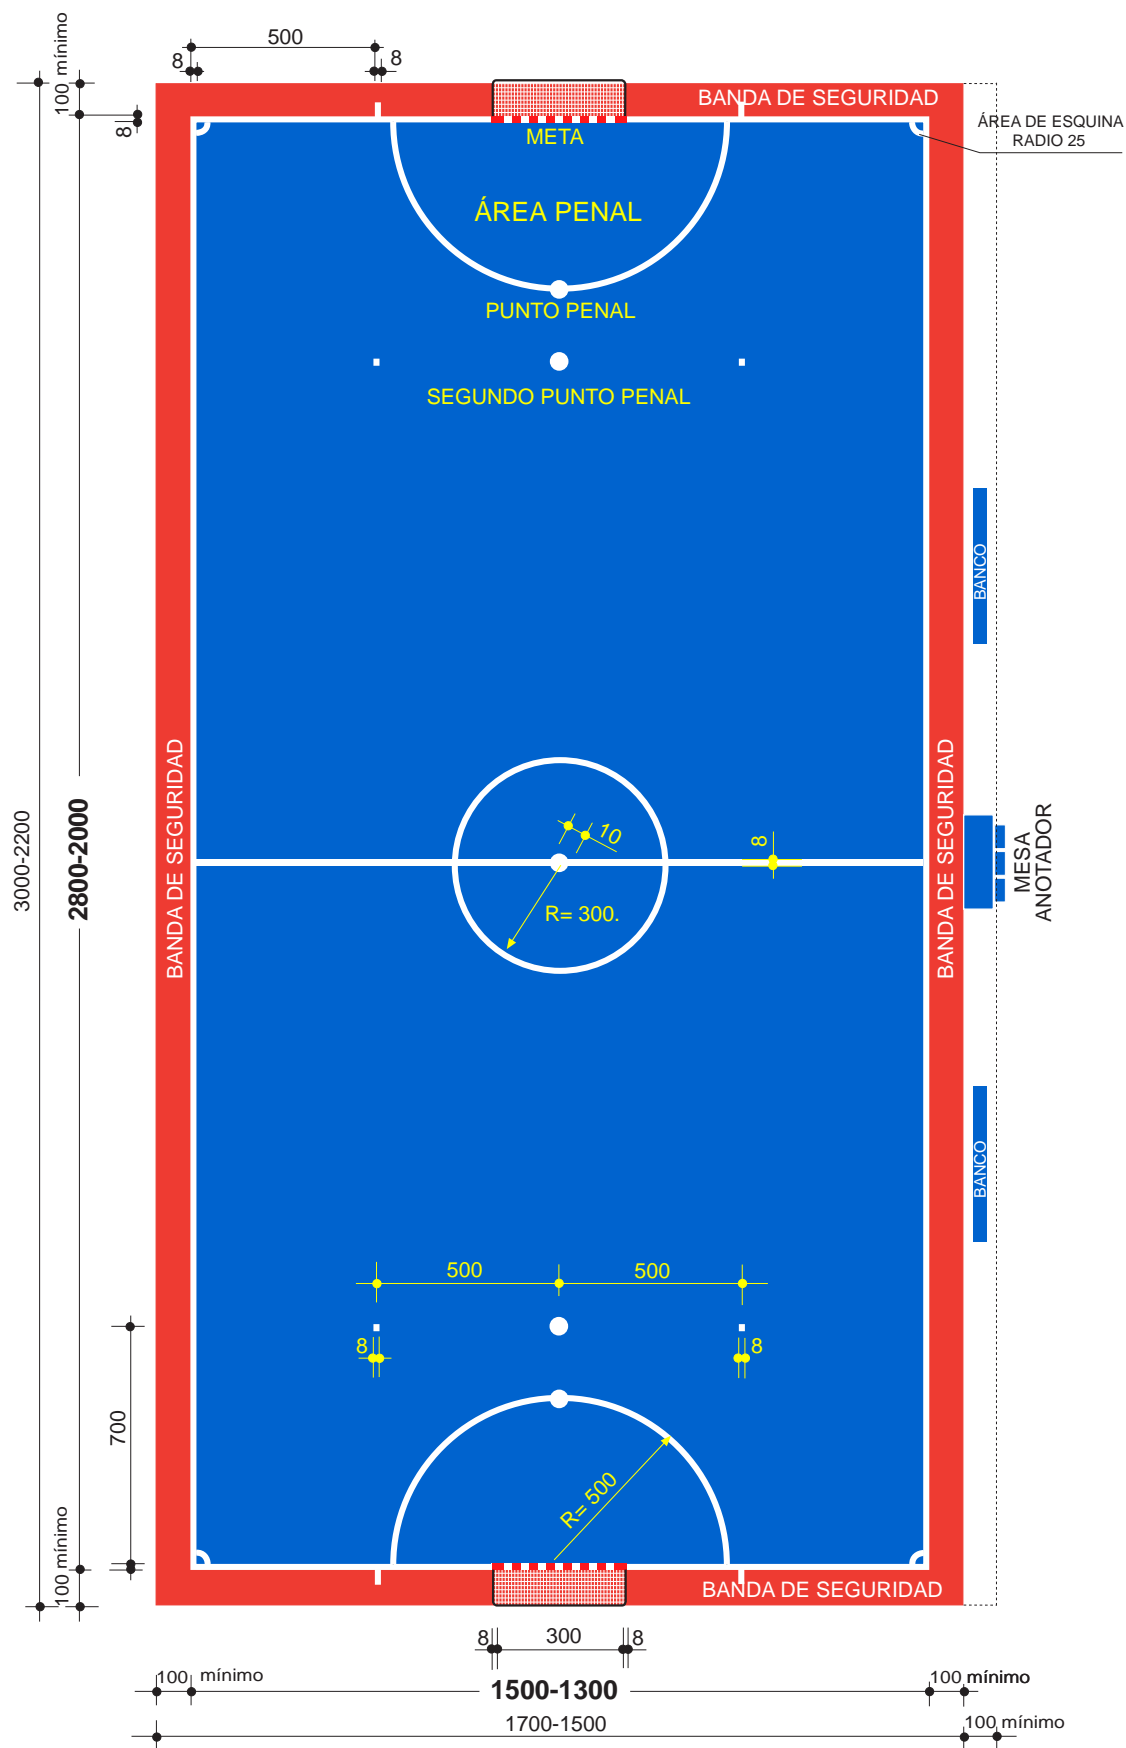 500
8
8
100 mínimo
8
BANDA DE SEGURIDAD
META
ÁREA DE ESQUINA
RADIO 25
ÁREA PENAL
PUNTO PENAL
SEGUNDO PUNTO PENAL
BANCO
BANDA DE SEGURIDAD
BANDA DE SEGURIDAD
3000-2200
2800-2000
10
8
R= 300.
MESA
ANOTADOR
BANCO
500
500
8
8
700
R= 500
100 mínimo
BANDA DE SEGURIDAD
8
300
8
100 mínimo
1500-1300
100 mínimo
1700-1500
100 mínimo